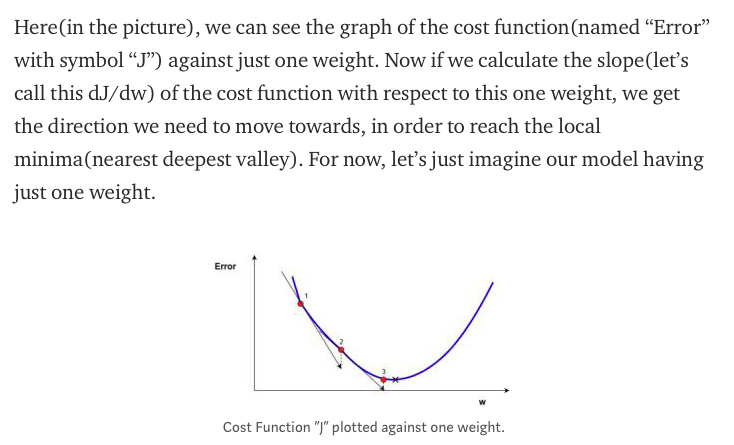 Here(in the picture), we can see the graph of the cost function(named “Error”
with symbol “J”) against just one weight. Now if we calculate the slope(let’s
call this dJ/dw) of the cost function with respect to this one weight, we get
the direction we need to move towards, in order to reach the local
minima(nearest deepest valley). For now, let’s just imagine our model having
just one weight.
Error
1
2
3
w
Cost Function “J” plotted against one weight.